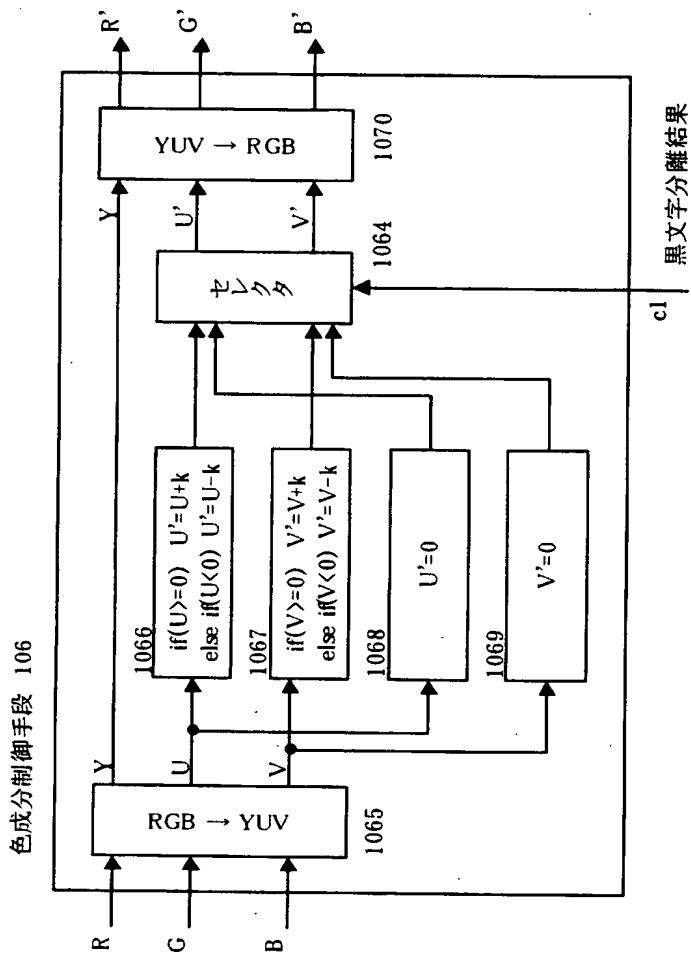 色成分制御手段 106
R
G
B
RGB → YUV
1065
Y
U
V
1066
if(U>=0) U'=U+k
else if(U<0) U'=U-k
1067
if(V>=0) V'=V+k
else if(V<0) V'=V-k
1068
U'=0
1069
V'=0
セレクタ
1064
Y
U'
V'
YUV → RGB
1070
R'
G'
B'
c1
黒文字分離結果